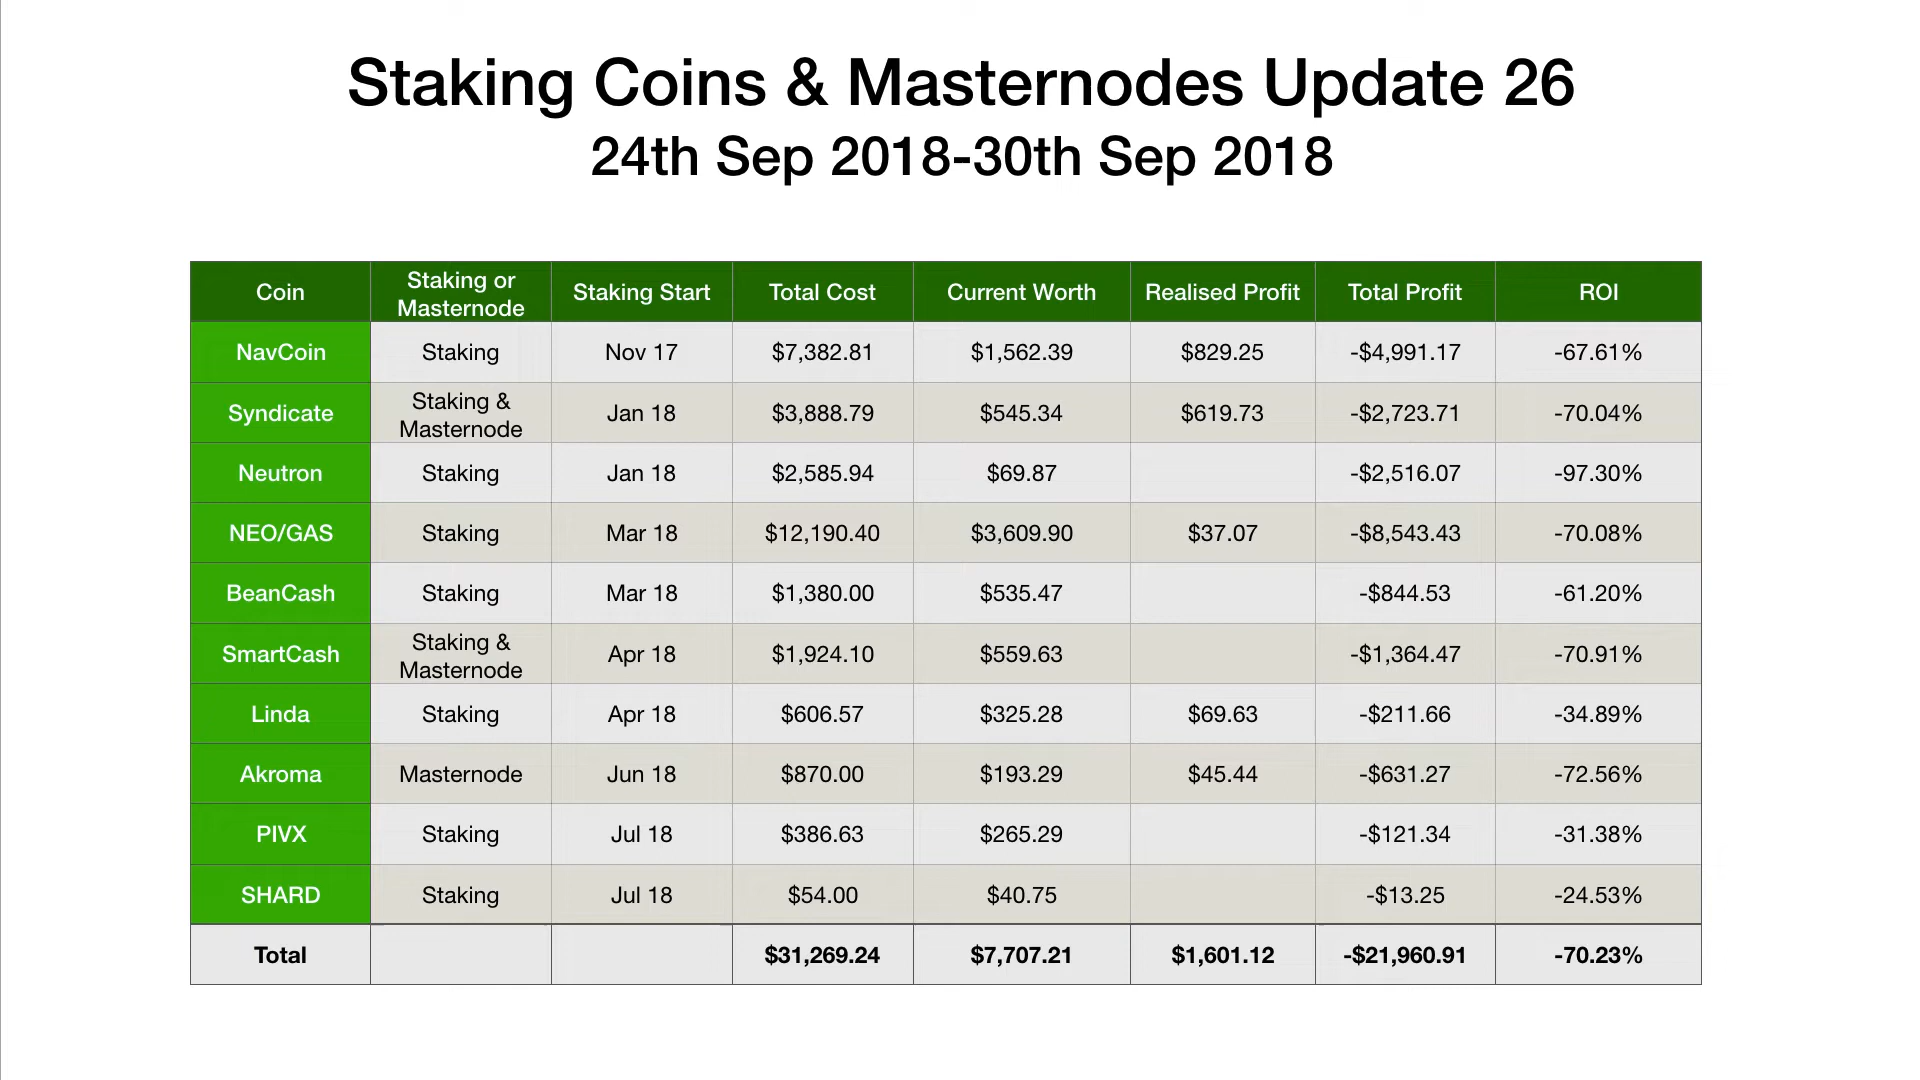 Staking Coins & Masternodes Update 26
24th Sep 2018-30th Sep 2018
Coin Staking or Masternode Staking Start Total Cost Current Worth Realised Profit Total Profit ROI
NavCoin Staking Nov 17 $7,382.81 $1,562.39 $829.25 -$4,991.17 -67.61%
Syndicate Staking & Masternode Jan 18 $3,888.79 $545.34 $619.73 -$2,723.71 -70.04%
Neutron Staking Jan 18 $2,585.94 $69.87 -$2,516.07 -97.30%
NEO/GAS Staking Mar 18 $12,190.40 $3,609.90 $37.07 -$8,543.43 -70.08%
BeanCash Staking Mar 18 $1,380.00 $535.47 -$844.53 -61.20%
SmartCash Staking & Masternode Apr 18 $1,924.10 $559.63 -$1,364.47 -70.91%
Linda Staking Apr 18 $606.57 $325.28 $69.63 -$211.66 -34.89%
Akroma Masternode Jun 18 $870.00 $193.29 $45.44 -$631.27 -72.56%
PIVX Staking Jul 18 $386.63 $265.29 -$121.34 -31.38%
SHARD Staking Jul 18 $54.00 $40.75 -$13.25 -24.53%
Total $31,269.24 $7,707.21 $1,601.12 -$21,960.91 -70.23%